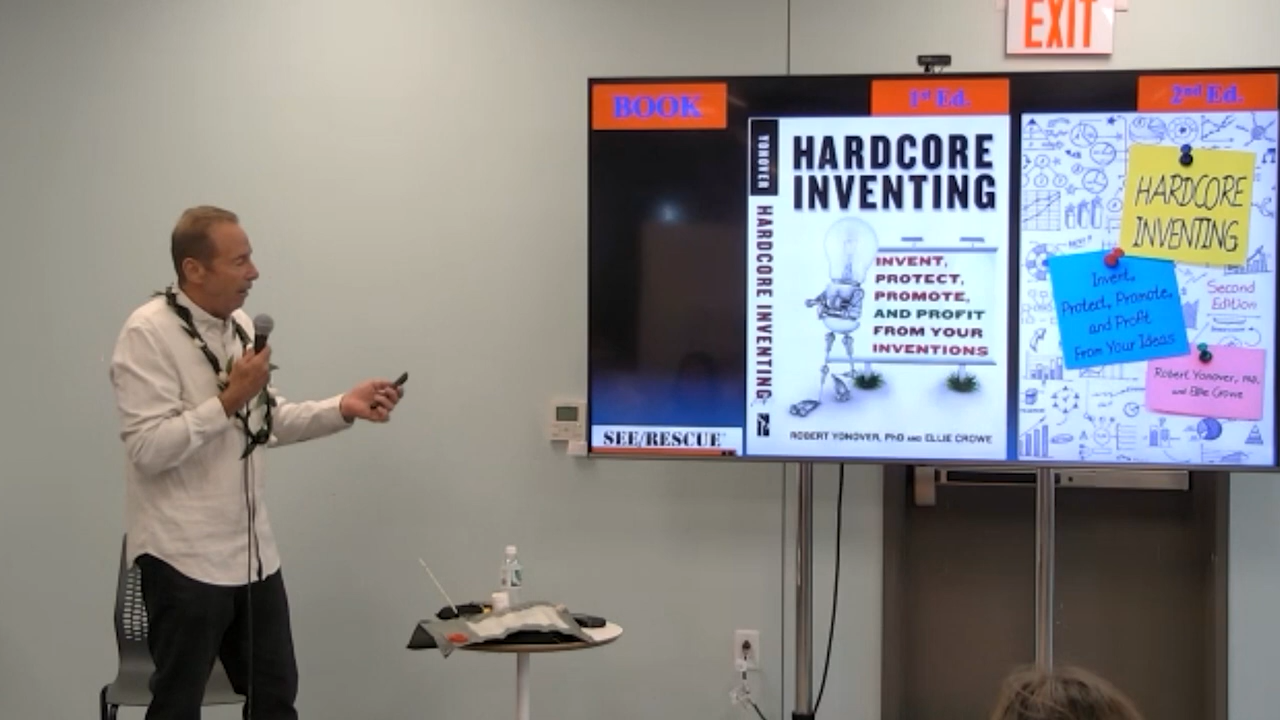 EXIT
BOOK
1st Ed.
2nd Ed.
YONOVER
HARDCORE INVENTING
HARDCORE
INVENTING
INVENT,
PROTECT,
PROMOTE,
AND PROFIT
FROM YOUR
INVENTIONS
ROBERT YONOVER, PhD AND ELLIE CROWE
HARDCORE
INVENTING
Invent,
Protect, Promote,
and Profit
From Your Ideas
Second
Edition
Robert Yonover, PhD,
and Ellie Crowe
SEE/RESCUE